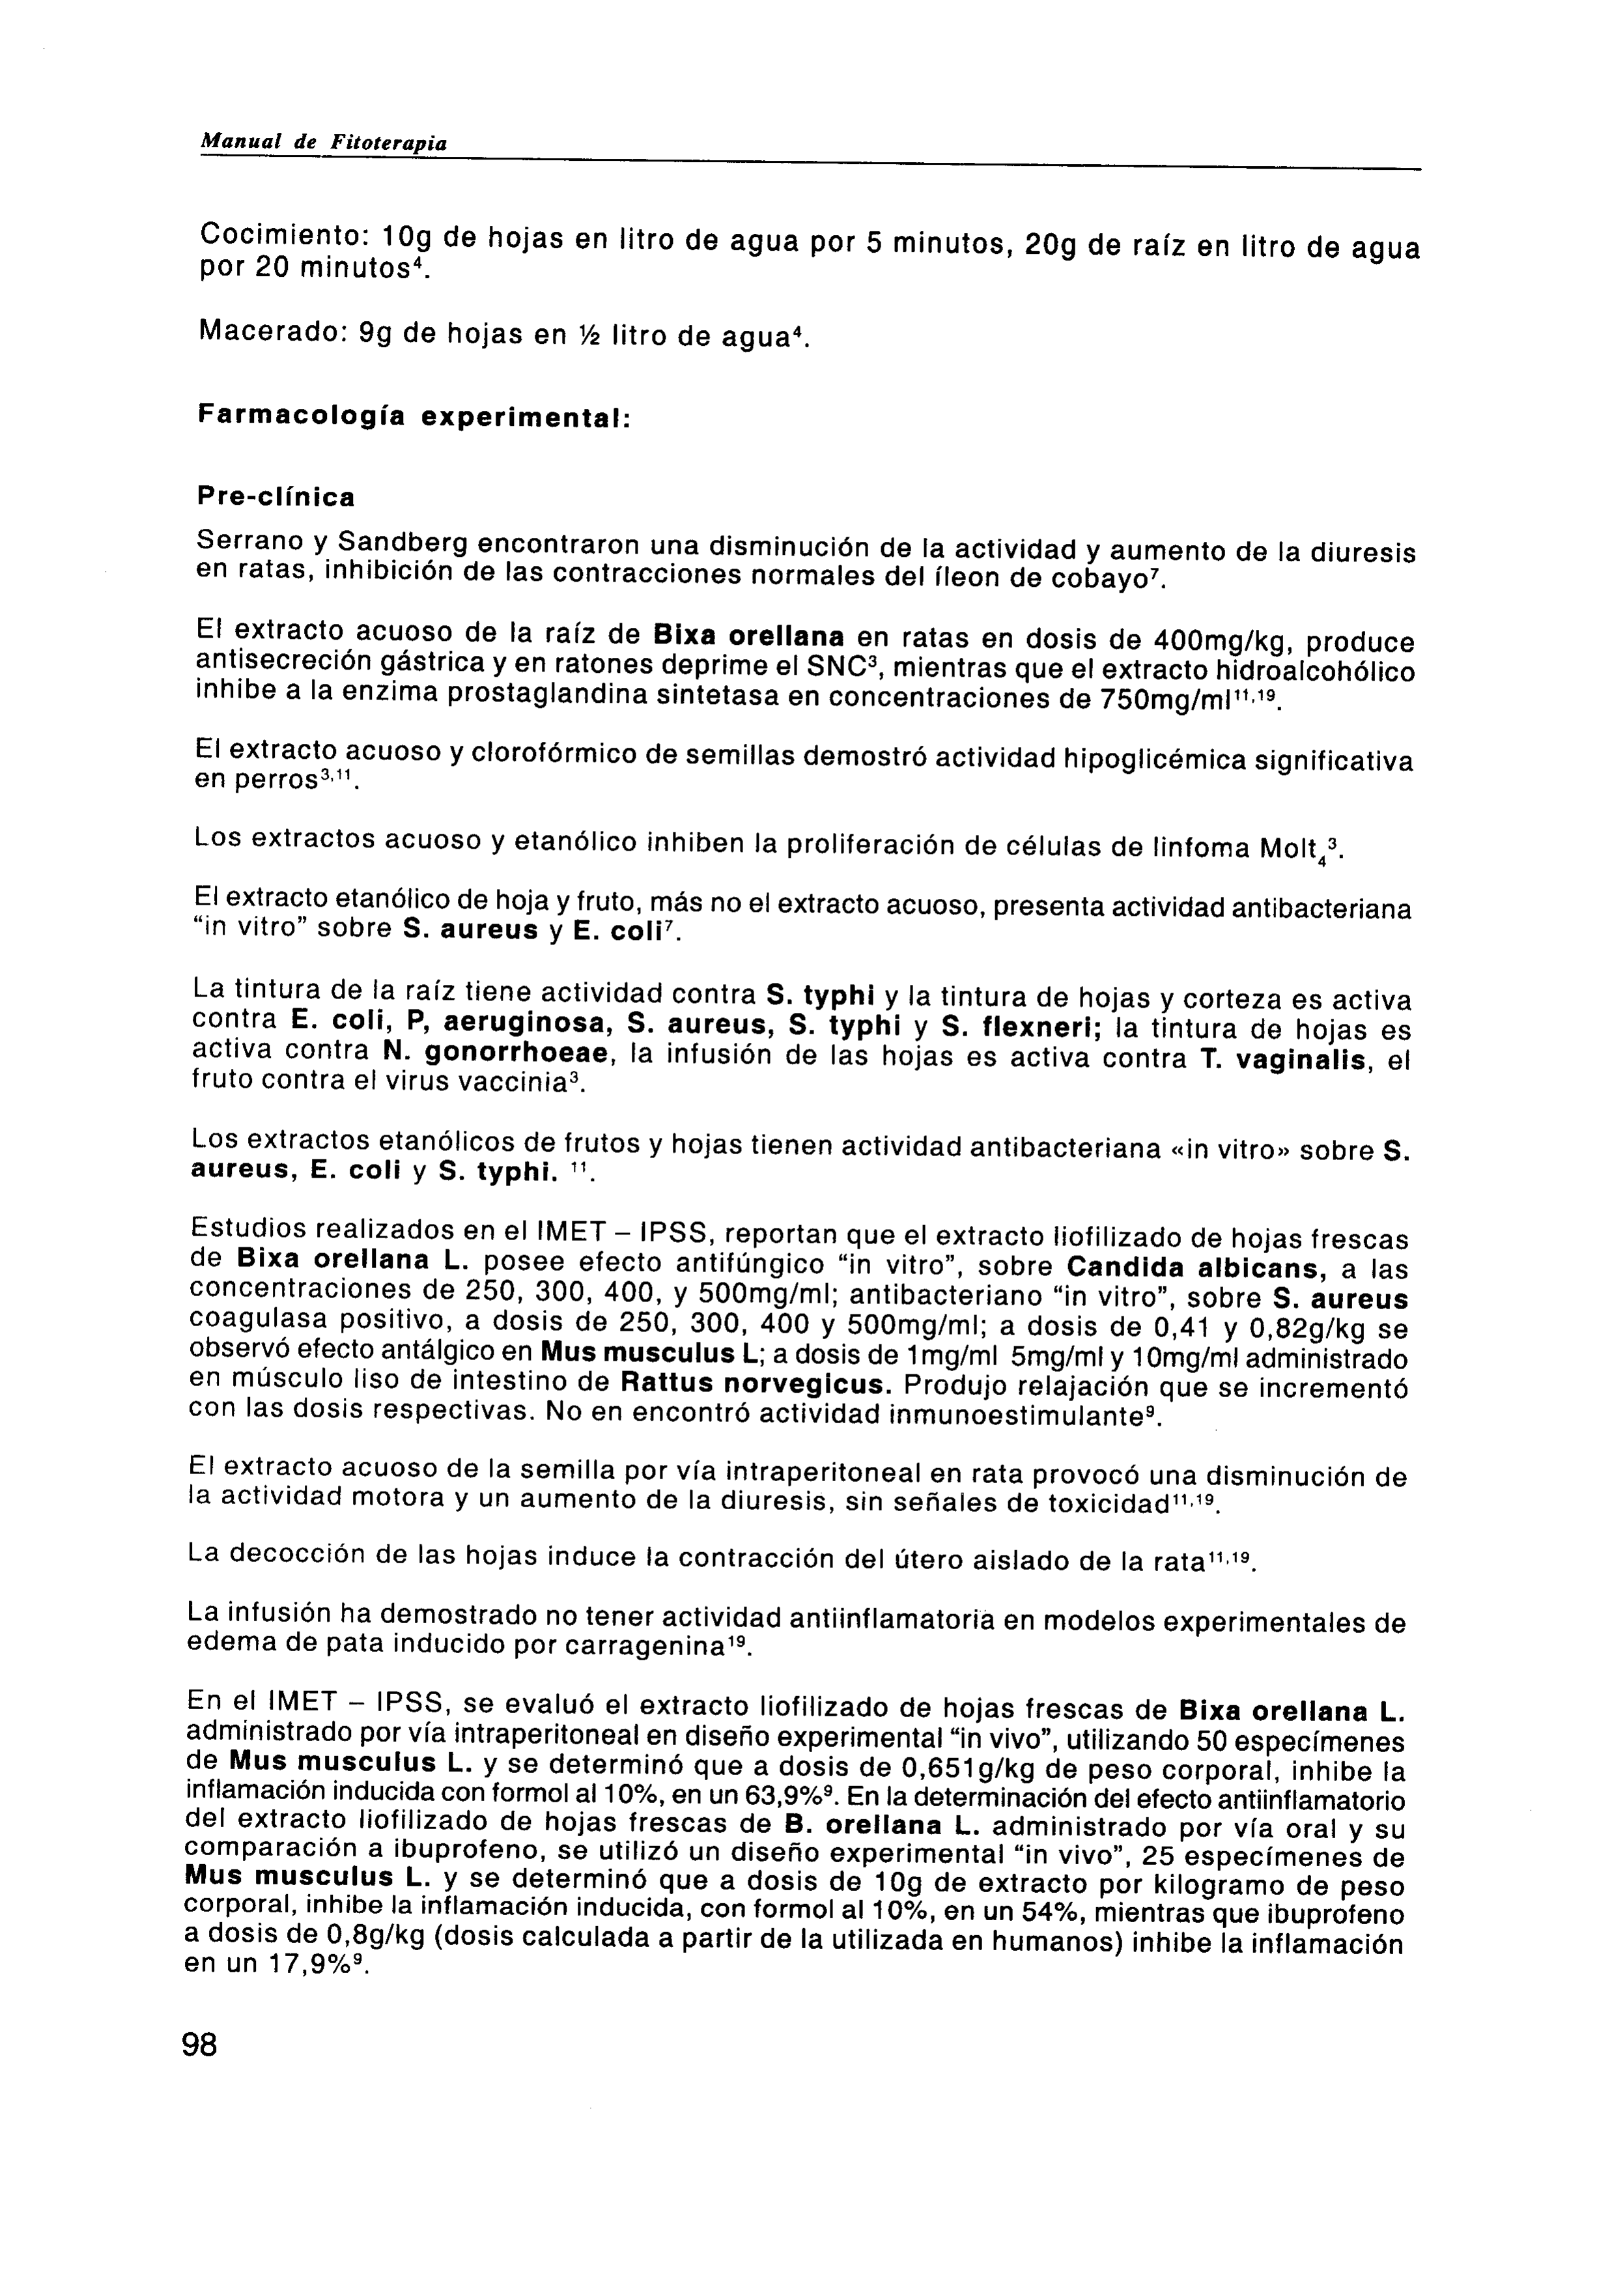 Manual de Fitoterapia
Cocimiento: 10g de hojas en litro de agua por 5 minutos, 20g de raíz en litro de agua
por 20 minutos⁴.
Macerado: 9g de hojas en ½ litro de agua⁴.
Farmacología experimental:
Pre-clínica
Serrano y Sandberg encontraron una disminución de la actividad y aumento de la diuresis
en ratas, inhibición de las contracciones normales del íleon de cobayo⁷.
El extracto acuoso de la raíz de Bixa orellana en ratas en dosis de 400mg/kg, produce
antisecreción gástrica y en ratones deprime el SNC³, mientras que el extracto hidroalcohólico
inhibe a la enzima prostaglandina sintetasa en concentraciones de 750mg/ml¹¹,¹⁹.
El extracto acuoso y clorofórmico de semillas demostró actividad hipoglicémica significativa
en perros³,¹¹.
Los extractos acuoso y etanólico inhiben la proliferación de células de linfoma Molt₄³.
El extracto etanólico de hoja y fruto, más no el extracto acuoso, presenta actividad antibacteriana
“in vitro” sobre S. aureus y E. coli⁷.
La tintura de la raíz tiene actividad contra S. typhi y la tintura de hojas y corteza es activa
contra E. coli, P, aeruginosa, S. aureus, S. typhi y S. flexneri; la tintura de hojas es
activa contra N. gonorrhoeae, la infusión de las hojas es activa contra T. vaginalis, el
fruto contra el virus vaccinia³.
Los extractos etanólicos de frutos y hojas tienen actividad antibacteriana «in vitro» sobre S.
aureus, E. coli y S. typhi. ¹¹.
Estudios realizados en el IMET – IPSS, reportan que el extracto liofilizado de hojas frescas
de Bixa orellana L. posee efecto antifúngico “in vitro”, sobre Candida albicans, a las
concentraciones de 250, 300, 400, y 500mg/ml; antibacteriano “in vitro”, sobre S. aureus
coagulasa positivo, a dosis de 250, 300, 400 y 500mg/ml; a dosis de 0,41 y 0,82g/kg se
observó efecto antálgico en Mus musculus L; a dosis de 1mg/ml 5mg/ml y 10mg/ml administrado
en músculo liso de intestino de Rattus norvegicus. Produjo relajación que se incrementó
con las dosis respectivas. No en encontró actividad inmunoestimulante⁹.
El extracto acuoso de la semilla por vía intraperitoneal en rata provocó una disminución de
la actividad motora y un aumento de la diuresis, sin señales de toxicidad¹¹,¹⁹.
La decocción de las hojas induce la contracción del útero aislado de la rata¹¹,¹⁹.
La infusión ha demostrado no tener actividad antiinflamatoria en modelos experimentales de
edema de pata inducido por carragenina¹⁹.
En el IMET – IPSS, se evaluó el extracto liofilizado de hojas frescas de Bixa orellana L.
administrado por vía intraperitoneal en diseño experimental “in vivo”, utilizando 50 especímenes
de Mus musculus L. y se determinó que a dosis de 0,651g/kg de peso corporal, inhibe la
inflamación inducida con formol al 10%, en un 63,9%⁹. En la determinación del efecto antiinflamatorio
del extracto liofilizado de hojas frescas de B. orellana L. administrado por vía oral y su
comparación a ibuprofeno, se utilizó un diseño experimental “in vivo”, 25 especímenes de
Mus musculus L. y se determinó que a dosis de 10g de extracto por kilogramo de peso
corporal, inhibe la inflamación inducida, con formol al 10%, en un 54%, mientras que ibuprofeno
a dosis de 0,8g/kg (dosis calculada a partir de la utilizada en humanos) inhibe la inflamación
en un 17,9%⁹.
98